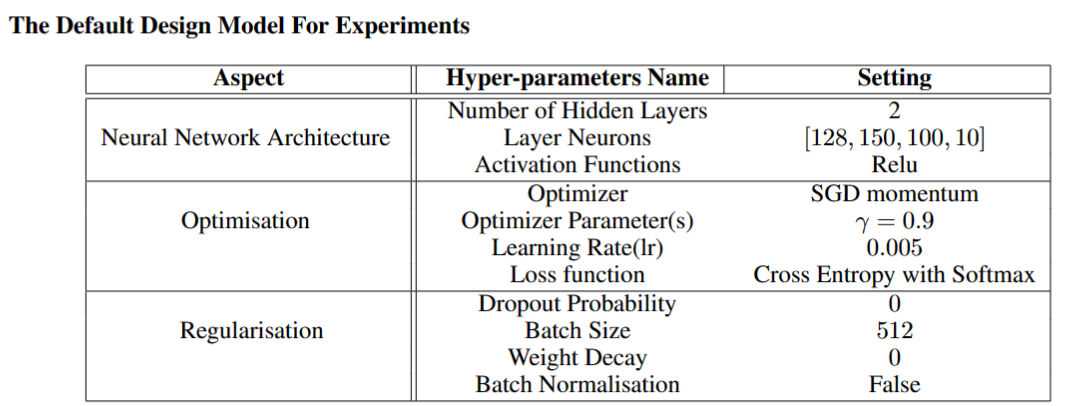 The Default Design Model For Experiments
Aspect Hyper-parameters Name Setting
Number of Hidden Layers 2
Neural Network Architecture Layer Neurons [128, 150, 100, 10]
Activation Functions Relu
Optimizer SGD momentum
Optimisation Optimizer Parameter(s) γ = 0.9
Learning Rate(lr) 0.005
Loss function Cross Entropy with Softmax
Dropout Probability 0
Regularisation Batch Size 512
Weight Decay 0
Batch Normalisation False